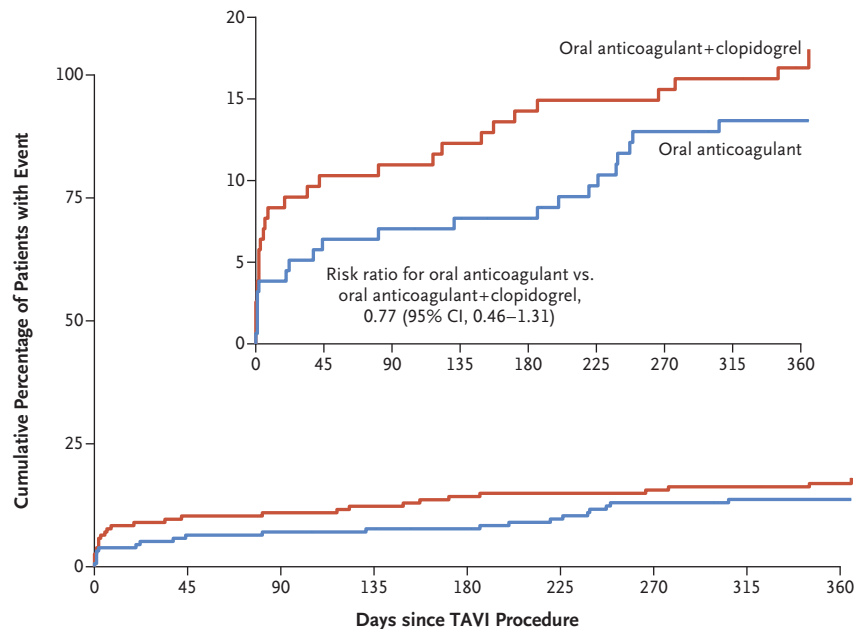 20
15
10
5
0
0 45 90 135 180 225 270 315 360
Oral anticoagulant+clopidogrel
Oral anticoagulant
Risk ratio for oral anticoagulant vs.
oral anticoagulant+clopidogrel,
0.77 (95% CI, 0.46–1.31)
Cumulative Percentage of Patients with Event
100
75
50
25
0
0 45 90 135 180 225 270 315 360
Days since TAVI Procedure